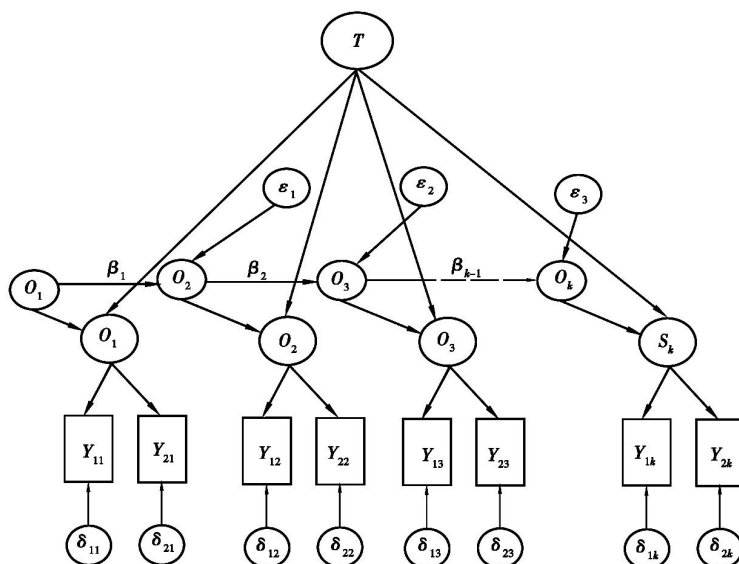 T
ε₁
ε₂
ε₃
O₁ β₁ O₂ β₂ O₃ βₖ₋₁ Oₖ
O₁ O₂ O₃ Sₖ
Y₁₁ Y₂₁ Y₁₂ Y₂₂ Y₁₃ Y₂₃ Y₁ₖ Y₂ₖ
δ₁₁ δ₂₁ δ₁₂ δ₂₂ δ₁₃ δ₂₃ δ₁ₖ δ₂ₖ